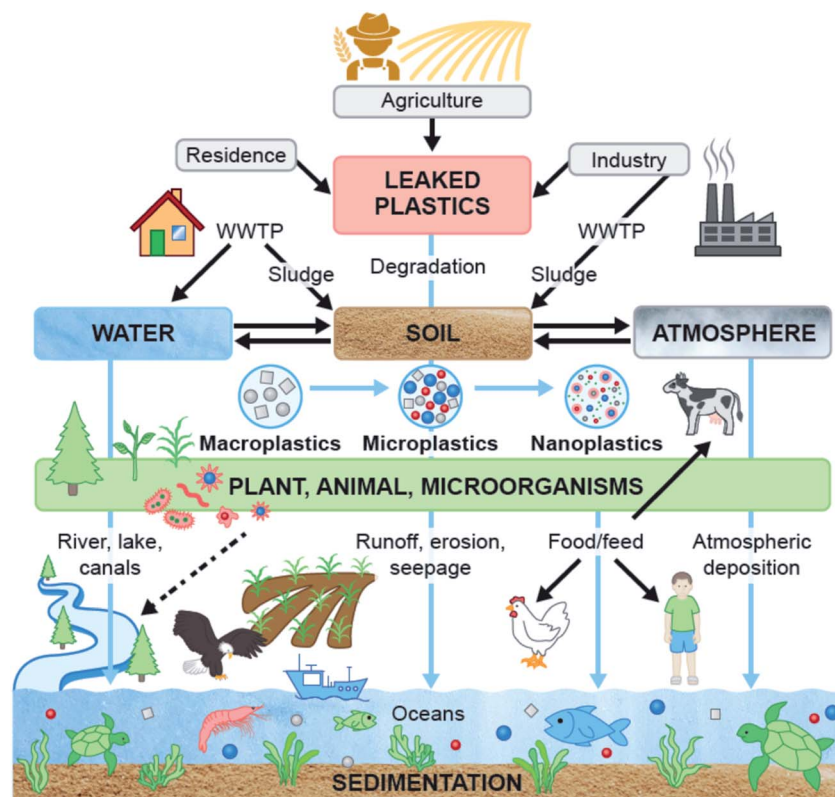 Agriculture
Residence
Industry
LEAKED
PLASTICS
WWTP
WWTP
Sludge
Degradation
Sludge
WATER
SOIL
ATMOSPHERE
Macroplastics
Microplastics
Nanoplastics
PLANT, ANIMAL, MICROORGANISMS
River, lake,
canals
Runoff, erosion,
seepage
Food/feed
Atmospheric
deposition
Oceans
SEDIMENTATION